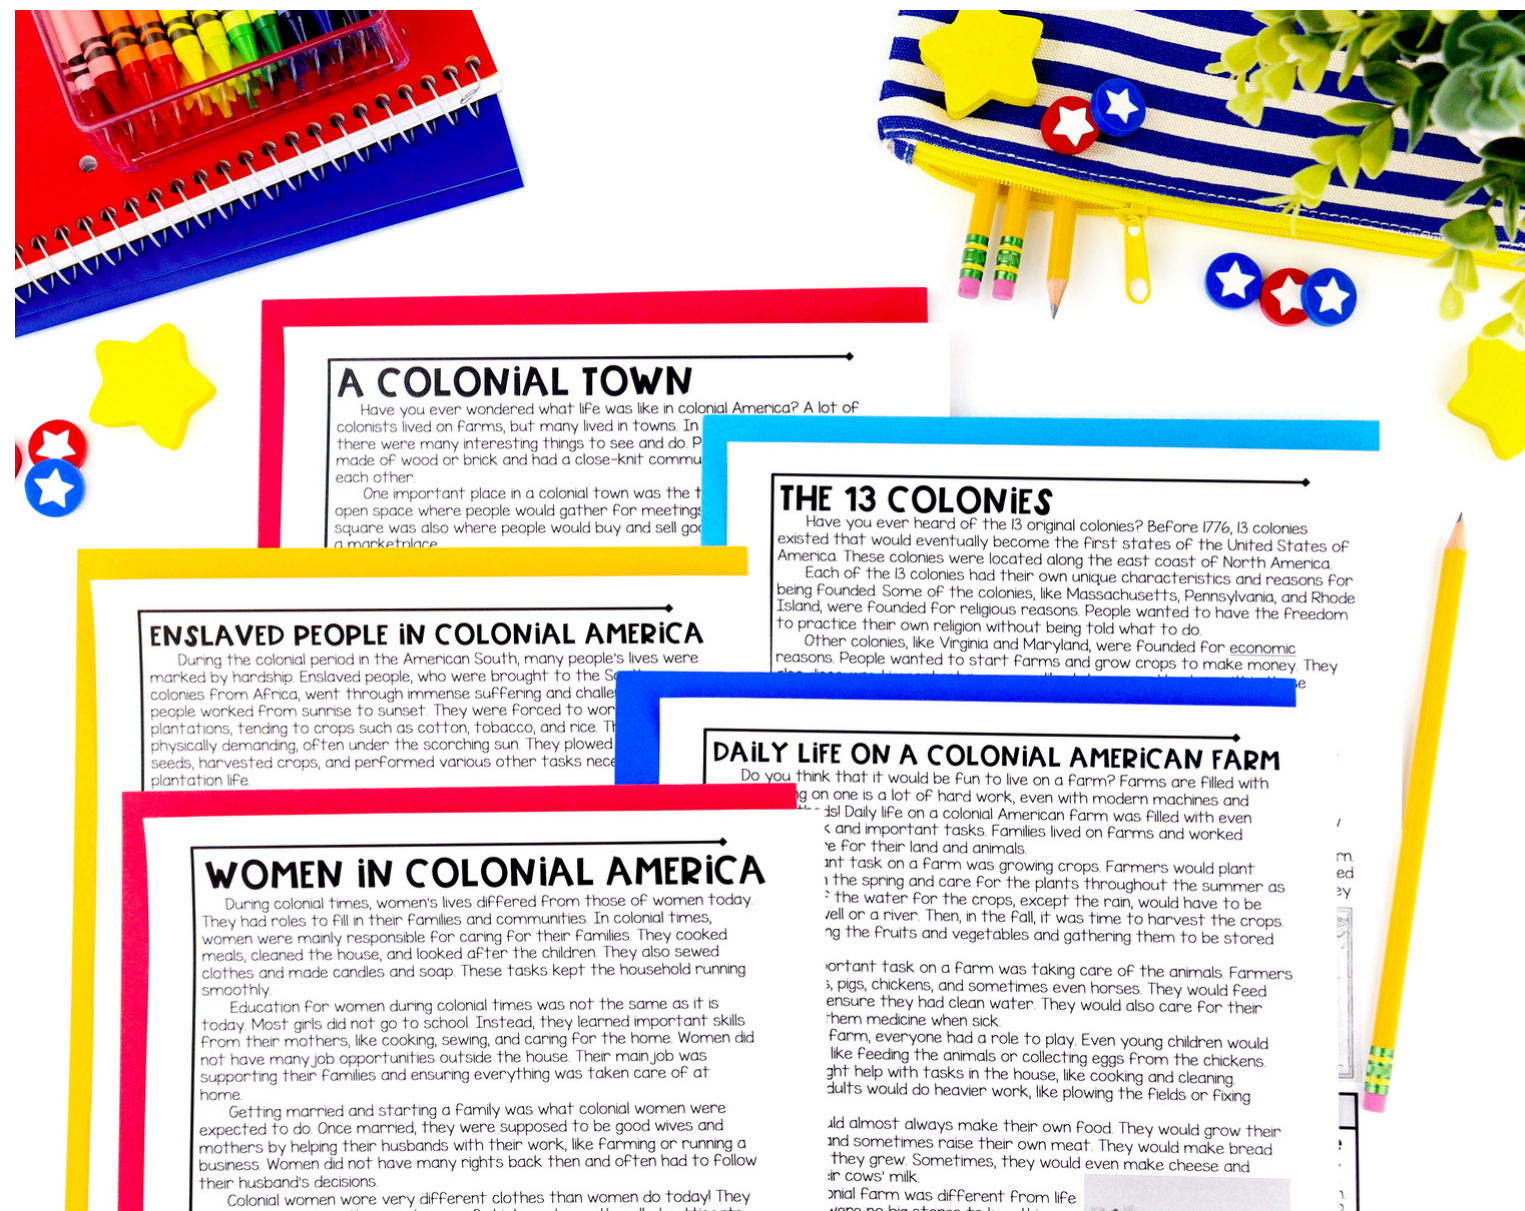 A COLONiAL TOWN
Have you ever wondered what life was like in colonial America? A lot of
colonists lived on farms, but many lived in towns. In
there were many interesting things to see and do. P
made of wood or brick and had a close-knit commu
each other.
One important place in a colonial town was the t
open space where people would gather for meetings
square was also where people would buy and sell goo
a marketplace.
THE 13 COLONiES
Have you ever heard of the 13 original colonies? Before 1776, 13 colonies
existed that would eventually become the first states of the United States of
America. These colonies were located along the east coast of North America.
Each of the 13 colonies had their own unique characteristics and reasons for
being founded. Some of the colonies, like Massachusetts, Pennsylvania, and Rhode
Island, were founded for religious reasons. People wanted to have the freedom
to practice their own religion without being told what to do.
Other colonies, like Virginia and Maryland, were founded for economic
reasons. People wanted to start farms and grow crops to make money. They
ENSLAVED PEOPLE iN COLONiAL AMERiCA
During the colonial period in the American South, many people's lives were
marked by hardship. Enslaved people, who were brought to the So
colonies from Africa, went through immense suffering and challe
people worked from sunrise to sunset. They were forced to wor
plantations, tending to crops such as cotton, tobacco, and rice. Th
physically demanding, often under the scorching sun. They plowed
seeds, harvested crops, and performed various other tasks nece
plantation life.
DAiLY LiFE ON A COLONiAL AMERiCAN FARM
Do you think that it would be fun to live on a farm? Farms are filled with
ng on one is a lot of hard work, even with modern machines and
ds! Daily life on a colonial American farm was filled with even
k and important tasks. Families lived on farms and worked
re for their land and animals.
ant task on a farm was growing crops. Farmers would plant
n the spring and care for the plants throughout the summer as
f the water for the crops, except the rain, would have to be
well or a river. Then, in the fall, it was time to harvest the crops.
ng the fruits and vegetables and gathering them to be stored
ortant task on a farm was taking care of the animals. Farmers
s, pigs, chickens, and sometimes even horses. They would feed
ensure they had clean water. They would also care for their
them medicine when sick.
farm, everyone had a role to play. Even young children would
like feeding the animals or collecting eggs from the chickens.
ght help with tasks in the house, like cooking and cleaning.
dults would do heavier work, like plowing the fields or fixing
uld almost always make their own food. They would grow their
and sometimes raise their own meat. They would make bread
they grew. Sometimes, they would even make cheese and
eir cows' milk.
onial farm was different from life
WOMEN iN COLONiAL AMERiCA
During colonial times, women's lives differed from those of women today.
They had roles to fill in their families and communities. In colonial times,
women were mainly responsible for caring for their families. They cooked
meals, cleaned the house, and looked after the children. They also sewed
clothes and made candles and soap. These tasks kept the household running
smoothly.
Education for women during colonial times was not the same as it is
today. Most girls did not go to school. Instead, they learned important skills
from their mothers, like cooking, sewing, and caring for the home. Women did
not have many job opportunities outside the house. Their main job was
supporting their families and ensuring everything was taken care of at
home.
Getting married and starting a family was what colonial women were
expected to do. Once married, they were supposed to be good wives and
mothers by helping their husbands with their work, like farming or running a
business. Women did not have many rights back then and often had to follow
their husband's decisions.
Colonial women wore very different clothes than women do today! They